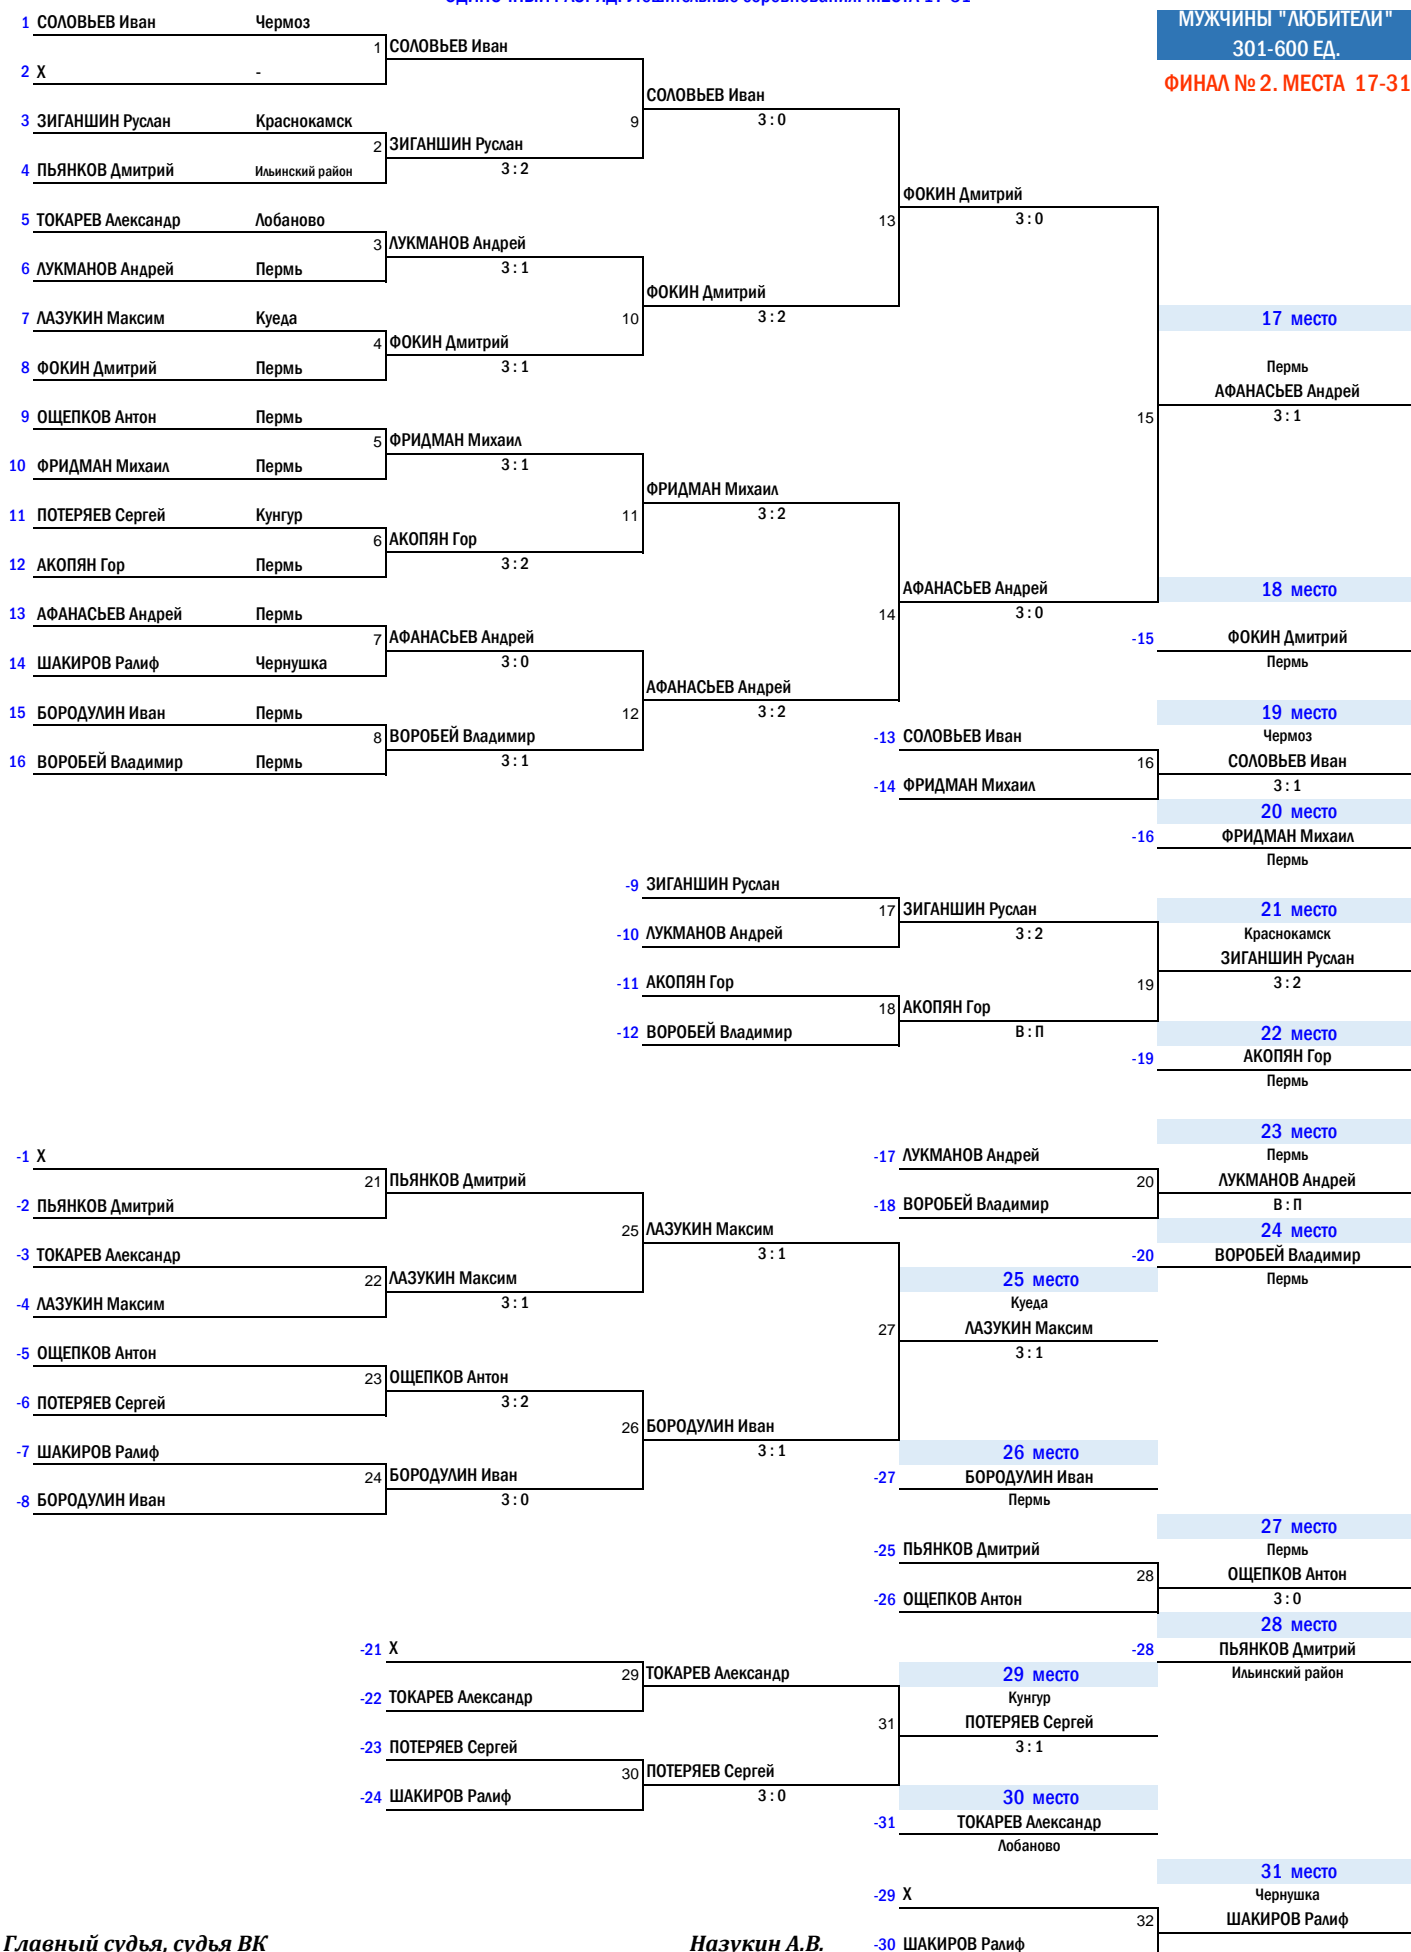 МУЖЧИНЫ "ЛЮБИТЕЛИ"
301-600 ЕД.
ФИНАЛ № 2. МЕСТА 17-31
1 СОЛОВЬЕВ Иван Чермоз
1 СОЛОВЬЕВ Иван
2 Х -
СОЛОВЬЕВ Иван
3 ЗИГАНШИН Руслан Краснокамск
9 3 : 0
2 ЗИГАНШИН Руслан
4 ПЬЯНКОВ Дмитрий Ильинский район
3 : 2
ФОКИН Дмитрий
5 ТОКАРЕВ Александр Лобаново
13 3 : 0
3 ЛУКМАНОВ Андрей
6 ЛУКМАНОВ Андрей Пермь
3 : 1
ФОКИН Дмитрий
7 ЛАЗУКИН Максим Куеда
10 3 : 2
17 место
4 ФОКИН Дмитрий
8 ФОКИН Дмитрий Пермь
3 : 1
Пермь
АФАНАСЬЕВ Андрей
9 ОЩЕПКОВ Антон Пермь
15 3 : 1
5 ФРИДМАН Михаил
10 ФРИДМАН Михаил Пермь
3 : 1
ФРИДМАН Михаил
11 ПОТЕРЯЕВ Сергей Кунгур
11 3 : 2
6 АКОПЯН Гор
12 АКОПЯН Гор Пермь
3 : 2
АФАНАСЬЕВ Андрей
18 место
13 АФАНАСЬЕВ Андрей Пермь
14 3 : 0
7 АФАНАСЬЕВ Андрей
-15 ФОКИН Дмитрий
14 ШАКИРОВ Ралиф Чернушка
3 : 0
Пермь
АФАНАСЬЕВ Андрей
15 БОРОДУЛИН Иван Пермь
12 3 : 2
19 место
8 ВОРОБЕЙ Владимир
-13 СОЛОВЬЕВ Иван
Чермоз
16 ВОРОБЕЙ Владимир Пермь
3 : 1
16 СОЛОВЬЕВ Иван
-14 ФРИДМАН Михаил
3 : 1
20 место
-16 ФРИДМАН Михаил
Пермь
-9 ЗИГАНШИН Руслан
17 ЗИГАНШИН Руслан
21 место
-10 ЛУКМАНОВ Андрей
3 : 2
Краснокамск
ЗИГАНШИН Руслан
-11 АКОПЯН Гор
19 3 : 2
18 АКОПЯН Гор
-12 ВОРОБЕЙ Владимир
В : П
22 место
-19 АКОПЯН Гор
Пермь
23 место
-1 Х
-17 ЛУКМАНОВ Андрей
Пермь
21 ПЬЯНКОВ Дмитрий
20 ЛУКМАНОВ Андрей
-2 ПЬЯНКОВ Дмитрий
-18 ВОРОБЕЙ Владимир
В : П
25 ЛАЗУКИН Максим
24 место
-3 ТОКАРЕВ Александр
3 : 1
-20 ВОРОБЕЙ Владимир
22 ЛАЗУКИН Максим
25 место
Пермь
-4 ЛАЗУКИН Максим
3 : 1
Куеда
27 ЛАЗУКИН Максим
-5 ОЩЕПКОВ Антон
3 : 1
23 ОЩЕПКОВ Антон
-6 ПОТЕРЯЕВ Сергей
3 : 2
26 БОРОДУЛИН Иван
-7 ШАКИРОВ Ралиф
3 : 1
26 место
24 БОРОДУЛИН Иван
-27 БОРОДУЛИН Иван
-8 БОРОДУЛИН Иван
3 : 0
Пермь
27 место
-25 ПЬЯНКОВ Дмитрий
Пермь
28 ОЩЕПКОВ Антон
-26 ОЩЕПКОВ Антон
3 : 0
28 место
-21 Х
-28 ПЬЯНКОВ Дмитрий
29 ТОКАРЕВ Александр
29 место
Ильинский район
-22 ТОКАРЕВ Александр
Кунгур
31 ПОТЕРЯЕВ Сергей
-23 ПОТЕРЯЕВ Сергей
3 : 1
30 ПОТЕРЯЕВ Сергей
-24 ШАКИРОВ Ралиф
3 : 0
30 место
-31 ТОКАРЕВ Александр
Лобаново
31 место
-29 Х
Чернушка
32 ШАКИРОВ Ралиф
Главный судья, судья ВК Назукин А.В.
-30 ШАКИРОВ Ралиф